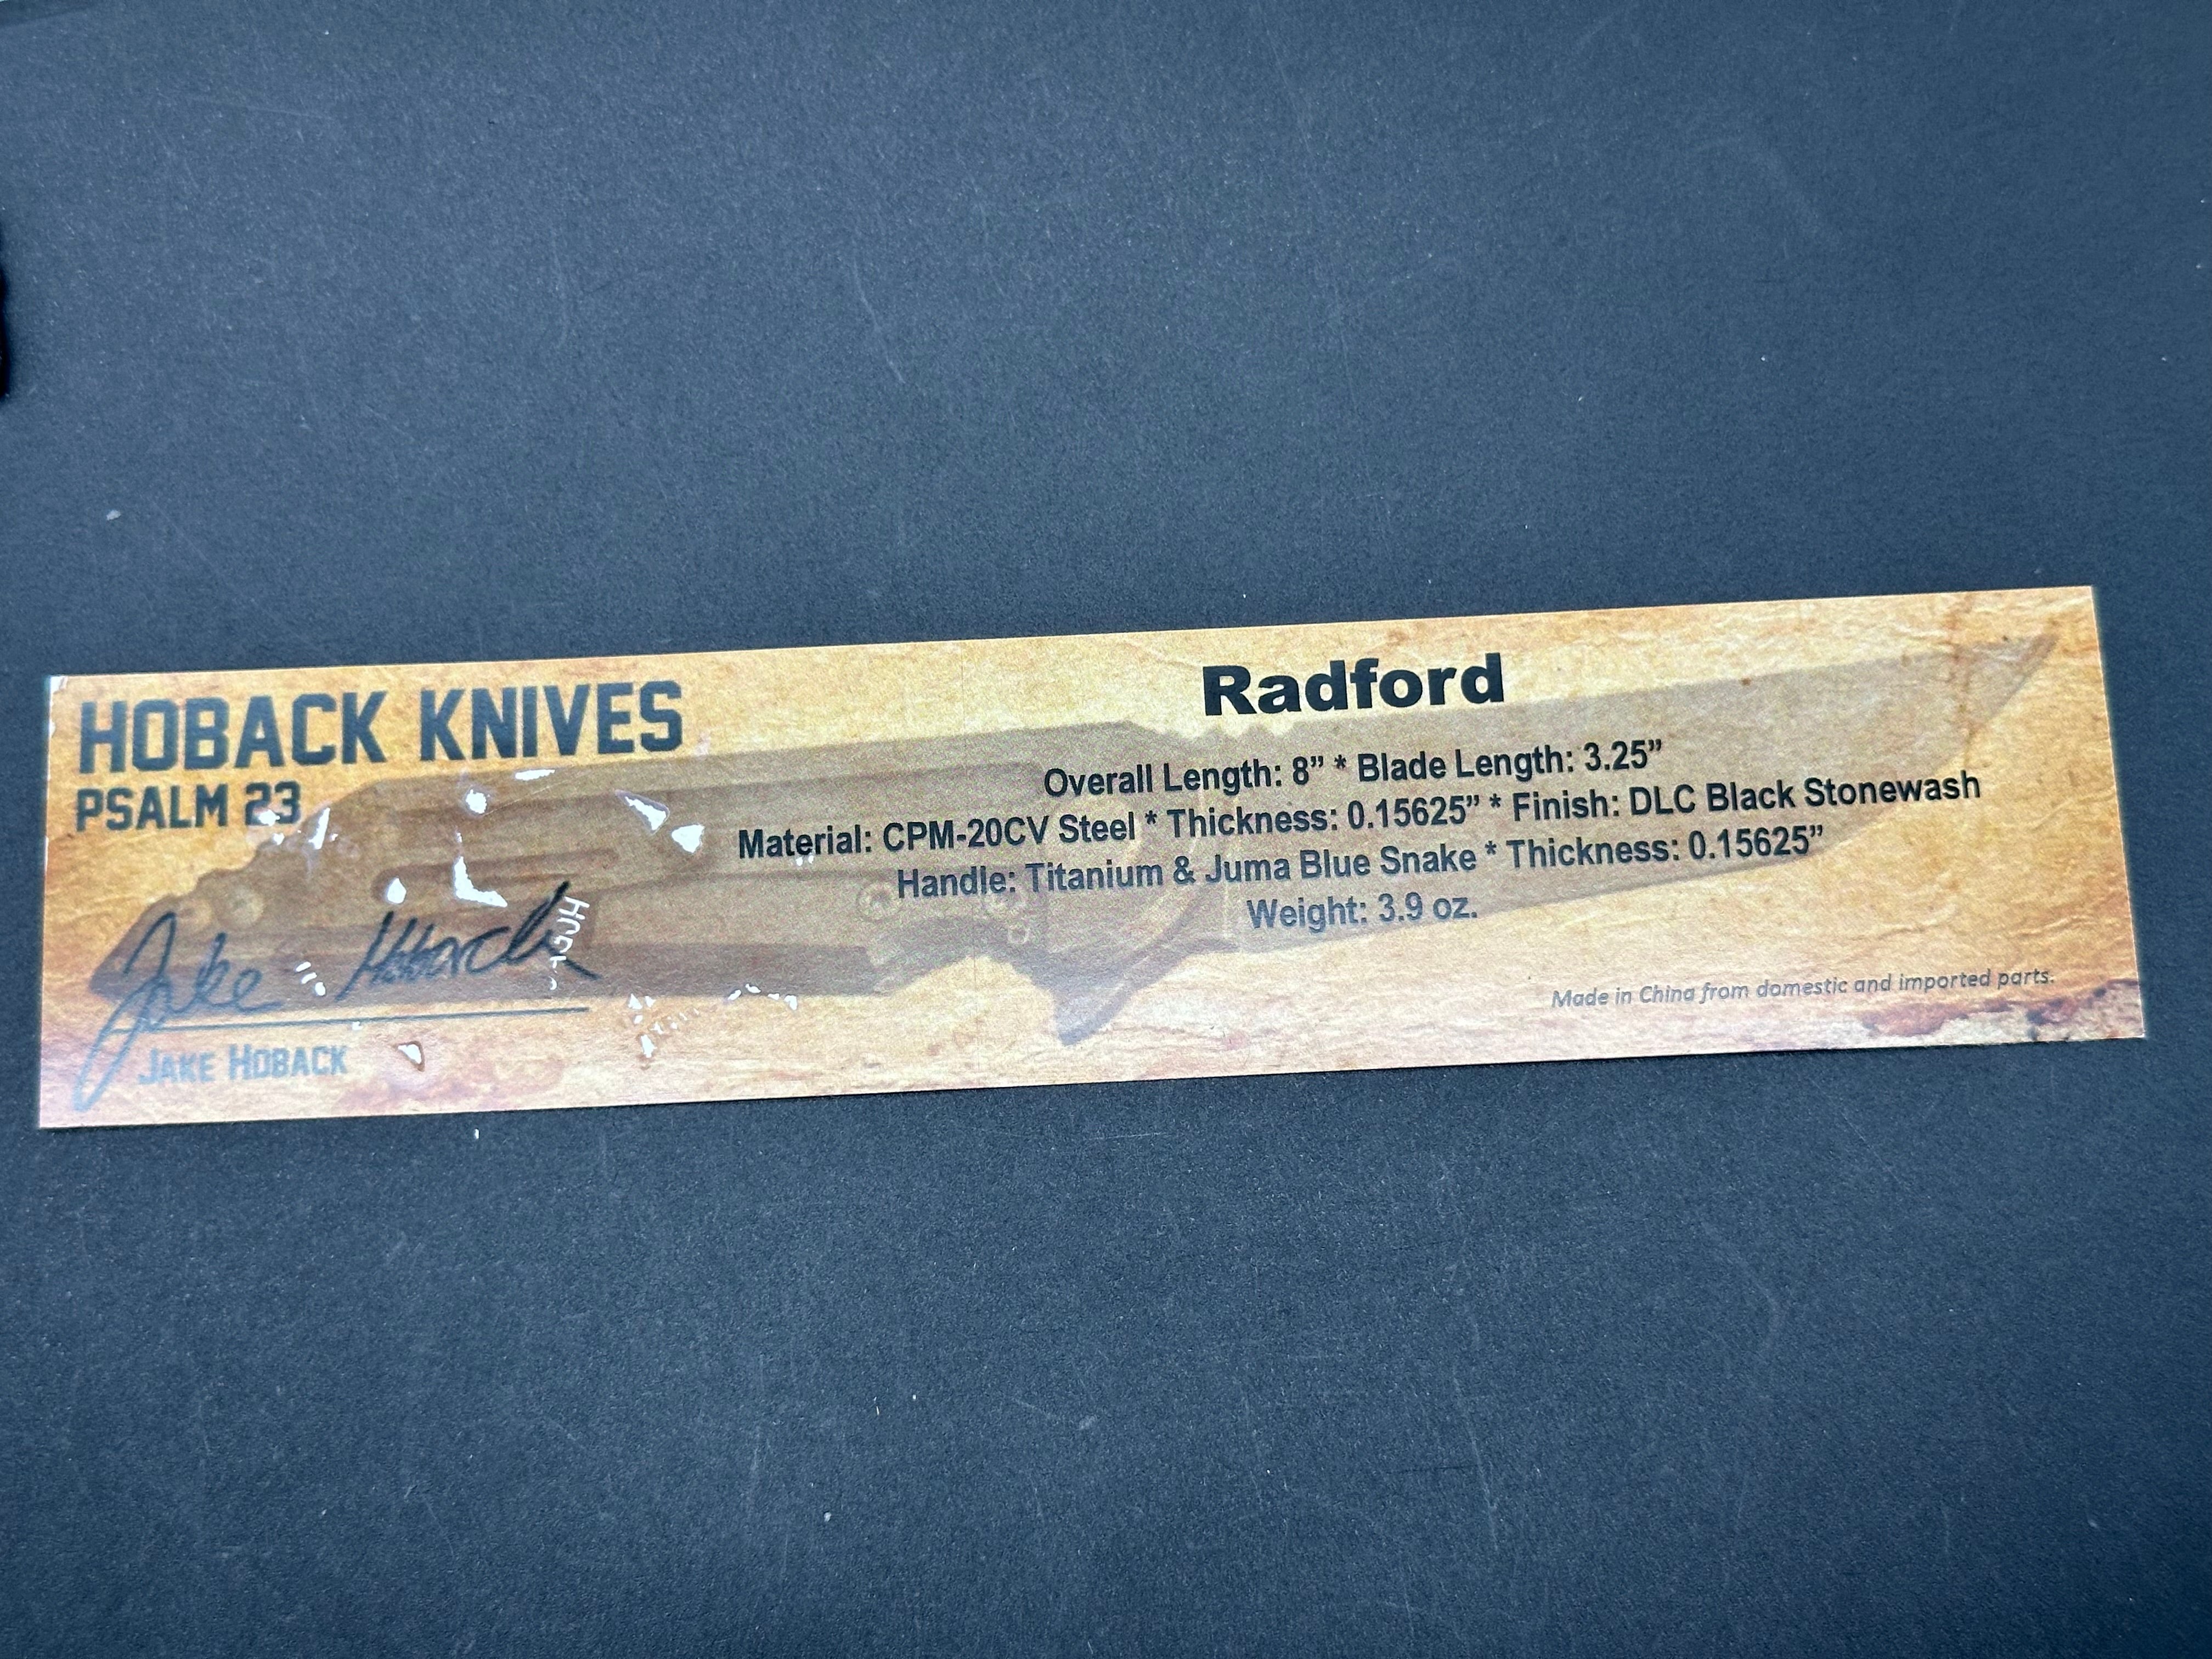 HOBACK KNIVES
PSALM 23
Jake Hoback
JAKE HOBACK
Radford
Overall Length: 8” * Blade Length: 3.25”
Material: CPM-20CV Steel * Thickness: 0.15625” * Finish: DLC Black Stonewash
Handle: Titanium & Juma Blue Snake * Thickness: 0.15625”
Weight: 3.9 oz.
Made in China from domestic and imported parts.